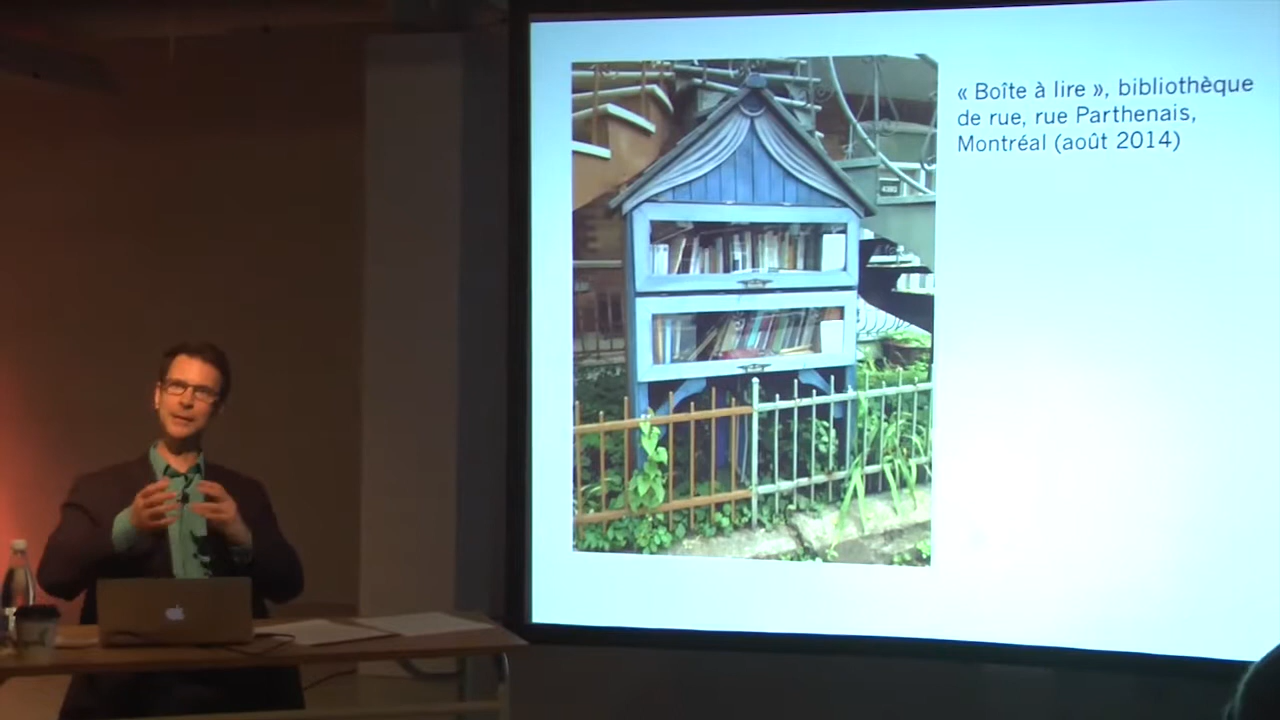 « Boîte à lire », bibliothèque
de rue, rue Parthenais,
Montréal (août 2014)